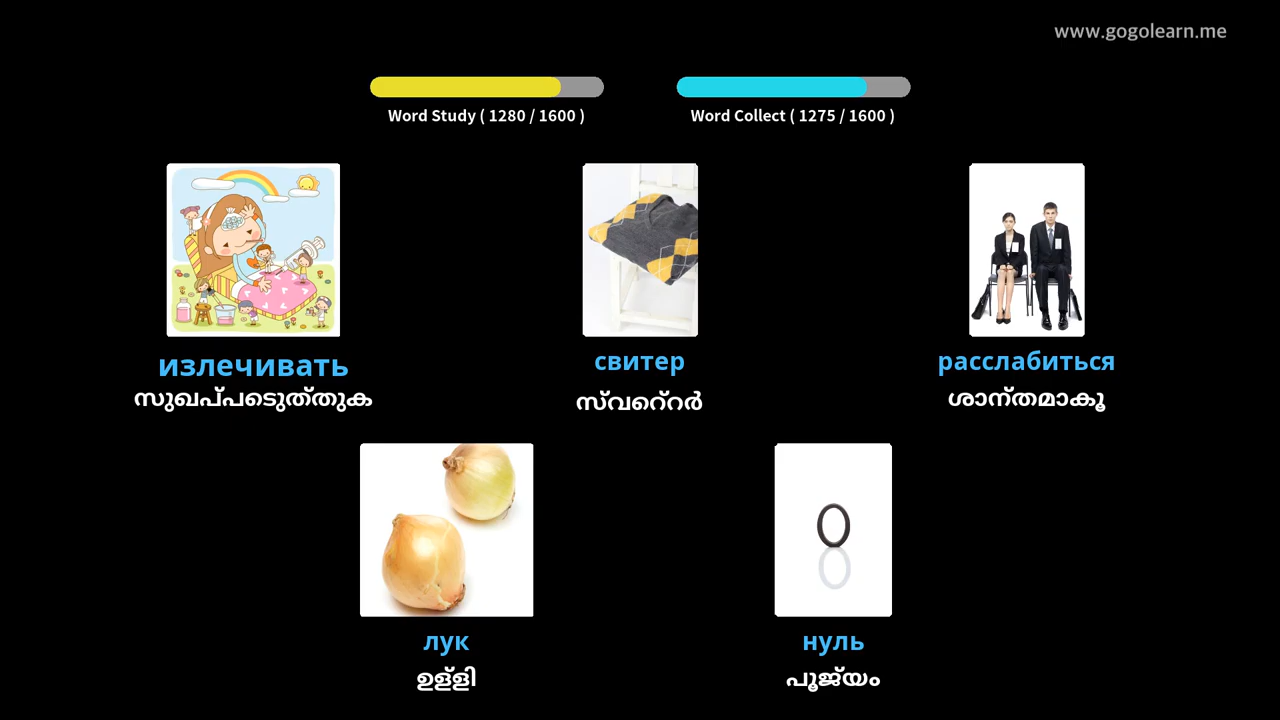 www.gogolearn.me
Word Study ( 1280 / 1600 )
Word Collect ( 1275 / 1600 )
излечивать
സുഖപ്പെടുത്തുക
свитер
സ്വെറ്റർ
расслабиться
ശാന്തമാകൂ
лук
ഉള്ളി
нуль
പൂജ്യം